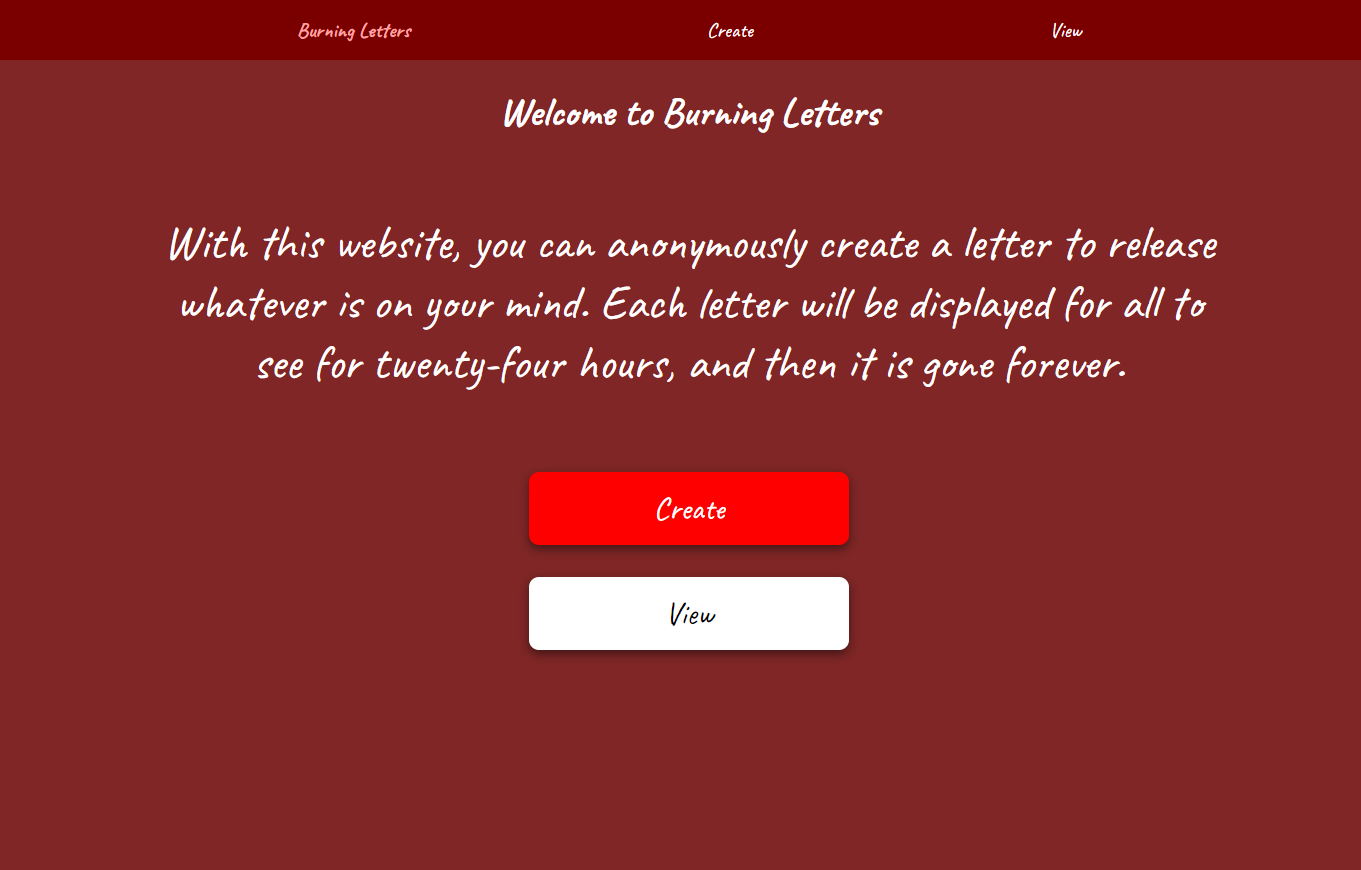 Burning Letters Create View
Welcome to Burning Letters
With this website, you can anonymously create a letter to release
whatever is on your mind. Each letter will be displayed for all to
see for twenty-four hours, and then it is gone forever.
Create
View